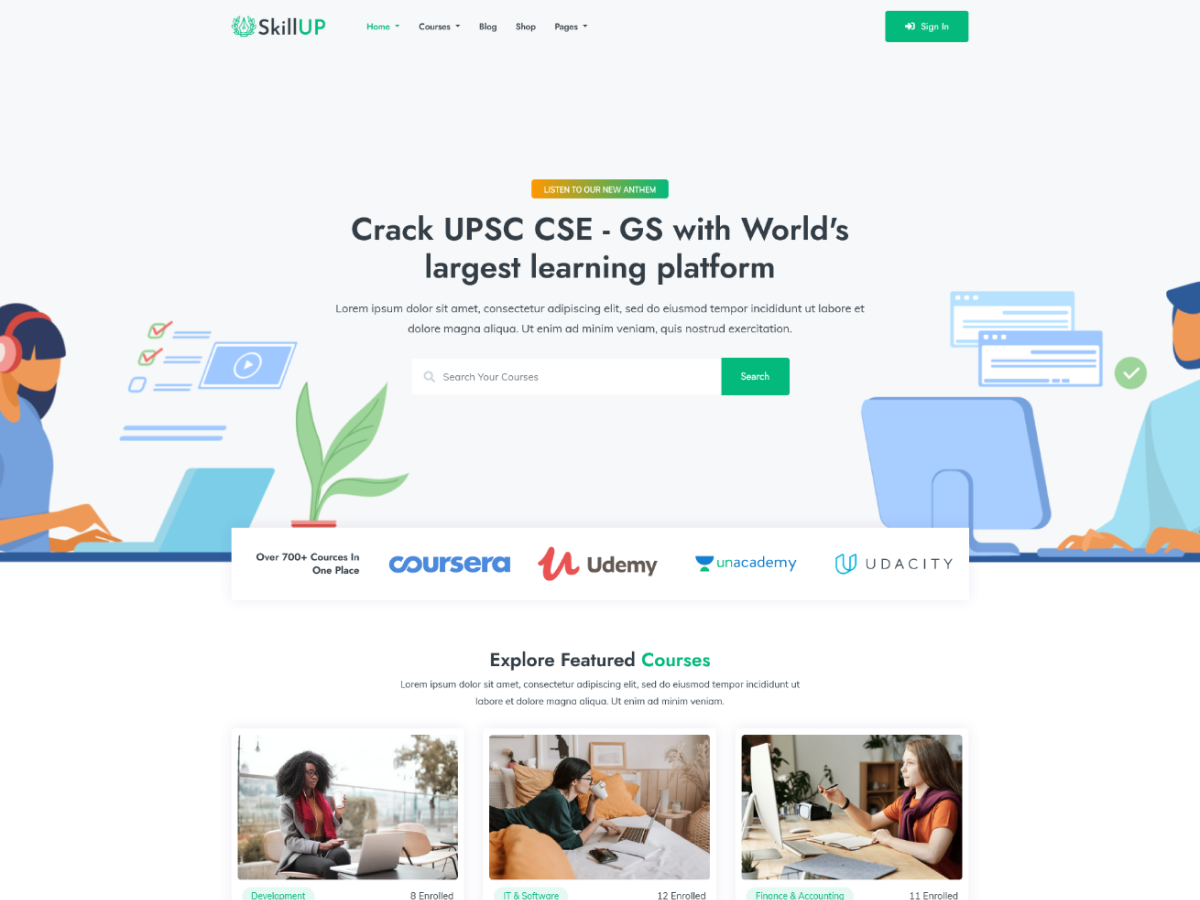 SkillUP
Home
Courses
Blog
Shop
Pages
Sign In
LISTEN TO OUR NEW ANTHEM
Crack UPSC CSE - GS with World's
largest learning platform
Lorem ipsum dolor sit amet, consectetur adipiscing elit, sed do eiusmod tempor incididunt ut labore et
dolore magna aliqua. Ut enim ad minim veniam, quis nostrud exercitation.
Search Your Courses
Search
Over 700+ Cources In
One Place
coursera
Udemy
unacademy
UDACITY
Explore Featured Courses
Lorem ipsum dolor sit amet, consectetur adipiscing elit, sed do eiusmod tempor incididunt ut
labore et dolore magna aliqua. Ut enim ad minim veniam.
Development
8 Enrolled
IT & Software
12 Enrolled
Finance & Accounting
11 Enrolled